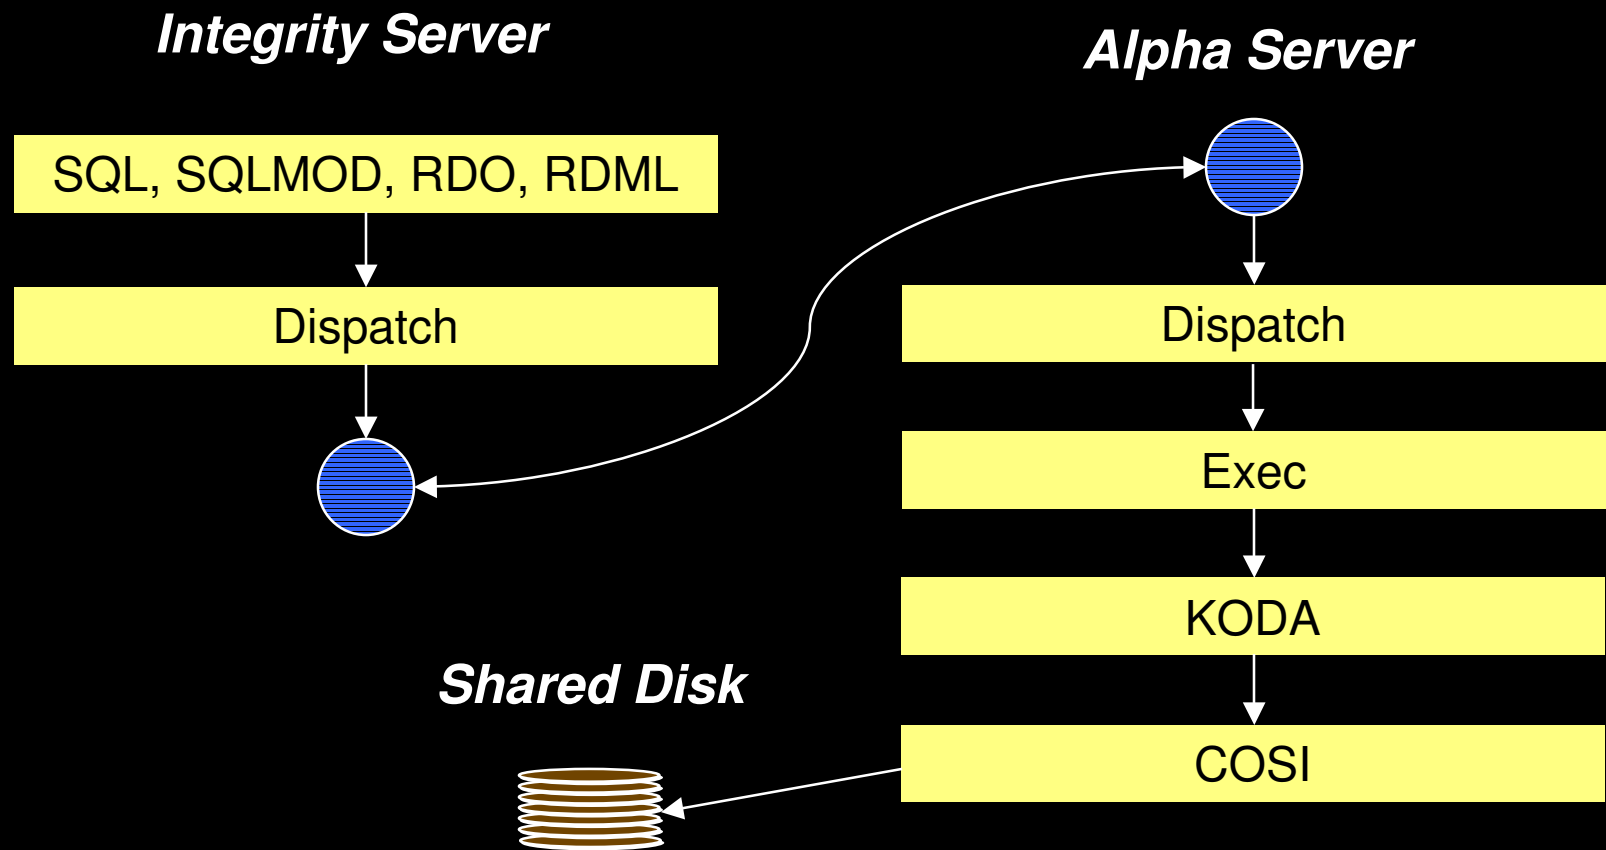 Integrity Server
SQL, SQLMOD, RDO, RDML
Dispatch
Alpha Server
Dispatch
Exec
KODA
COSI
Shared Disk